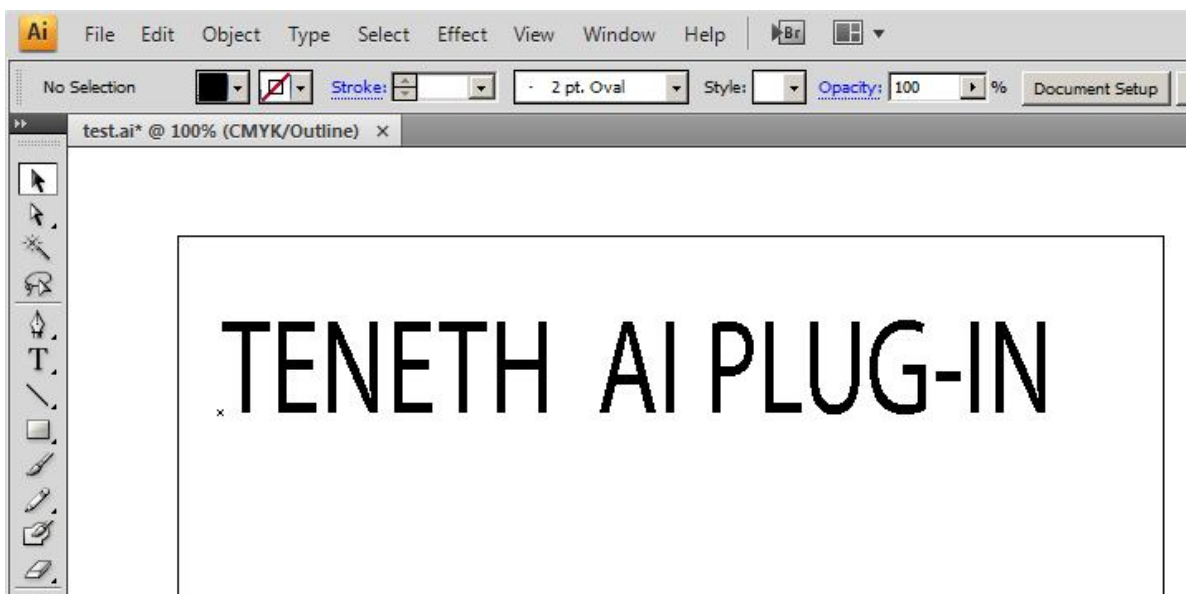 Ai File Edit Object Type Select Effect View Window Help Br
No Selection Stroke: 2 pt. Oval Style: Opacity: 100 % Document Setup
test.ai* @ 100% (CMYK/Outline) ×
T
TENETH AI PLUG-IN